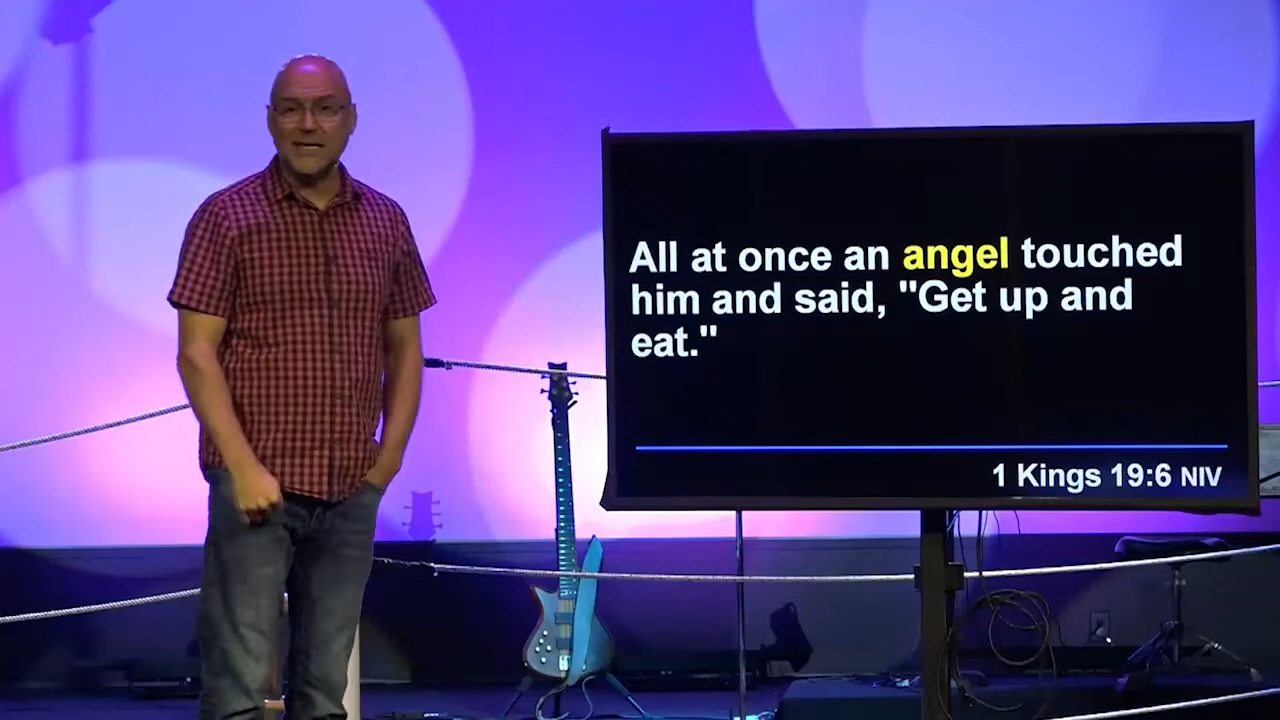 All at once an angel touched
him and said, "Get up and
eat."
1 Kings 19:6 NIV